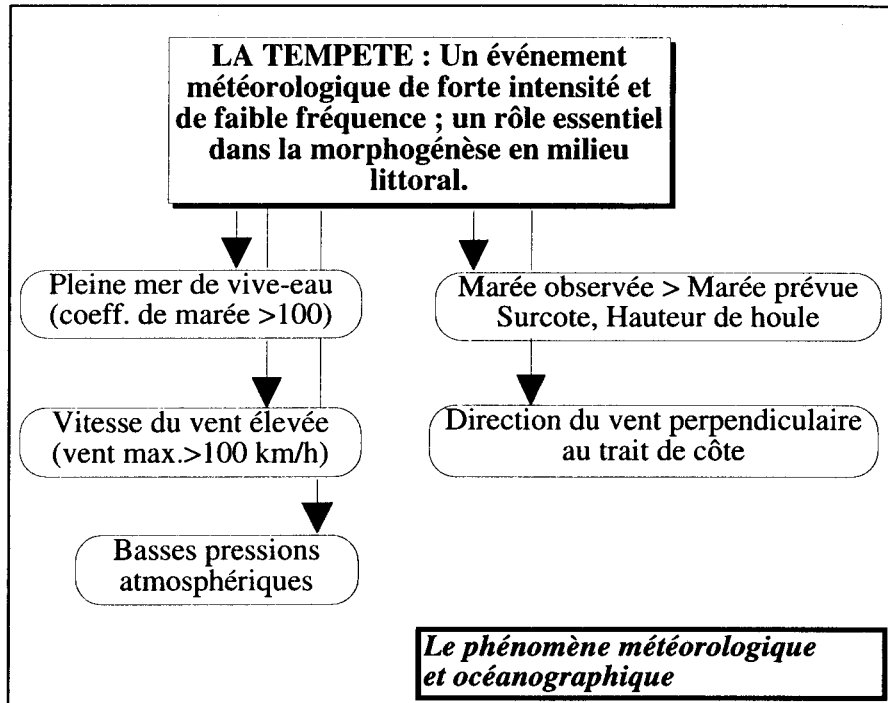 LA TEMPETE : Un événement
météorologique de forte intensité et
de faible fréquence ; un rôle essentiel
dans la morphogénèse en milieu
littoral.
Pleine mer de vive-eau
(coeff. de marée >100)
Marée observée > Marée prévue
Surcote, Hauteur de houle
Vitesse du vent élevée
(vent max.>100 km/h)
Direction du vent perpendiculaire
au trait de côte
Basses pressions
atmosphériques
Le phénomène météorologique
et océanographique